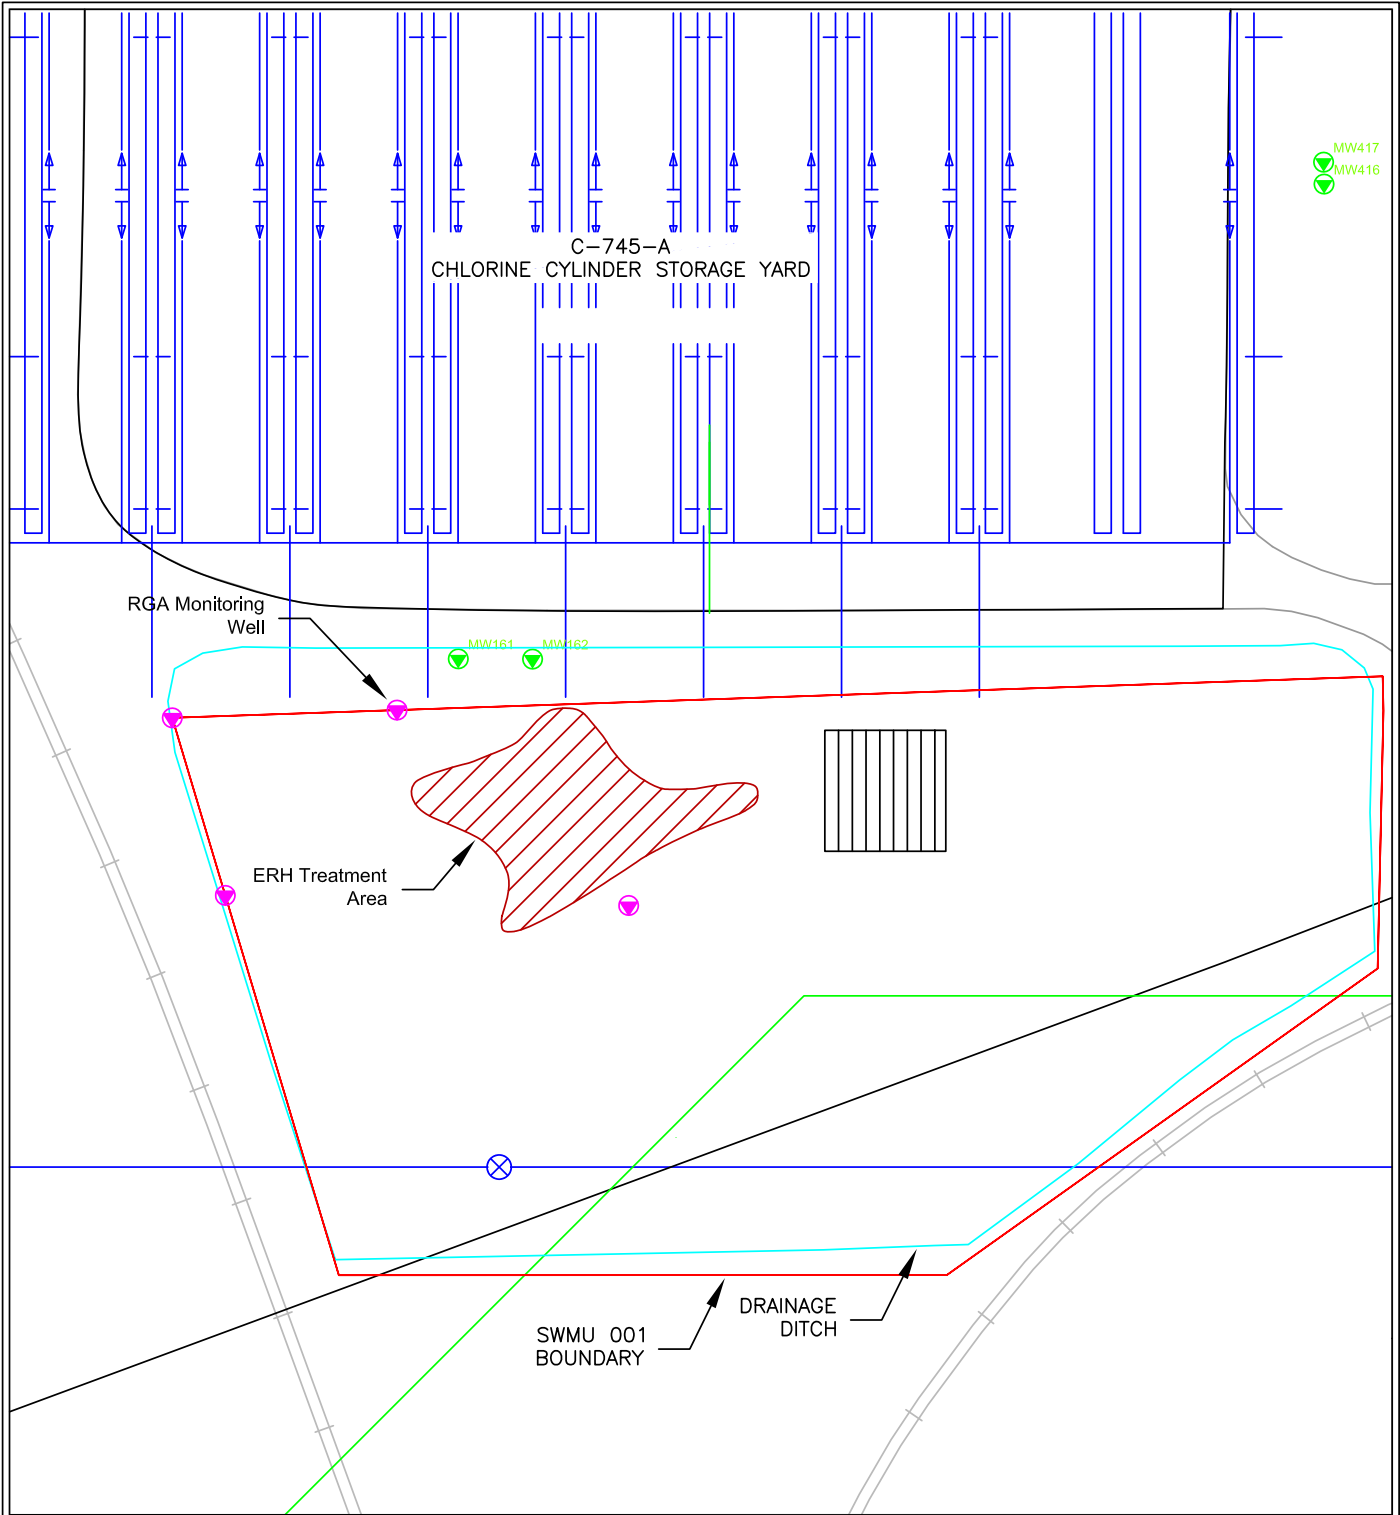 MW417
MW416
C-745-A
CHLORINE CYLINDER STORAGE YARD
RGA Monitoring
Well
MW161
MW162
ERH Treatment
Area
DRAINAGE
DITCH
SWMU 001
BOUNDARY